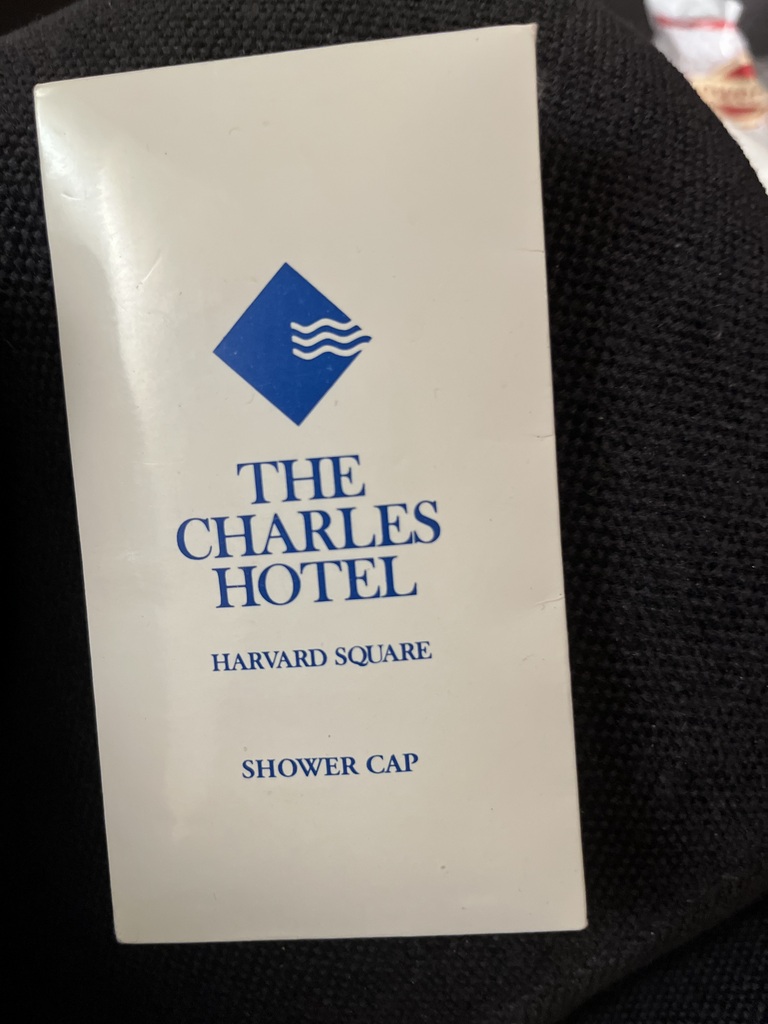 THE
CHARLES
HOTEL
HARVARD SQUARE
SHOWER CAP